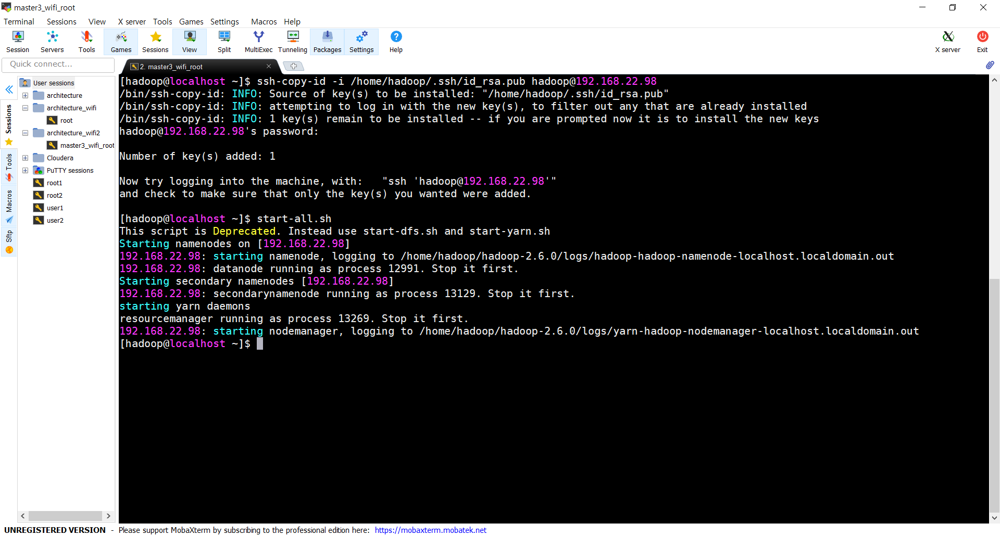 master3_wifi_root
Terminal Sessions View X server Tools Games Settings Macros Help
Session Servers Tools Games Sessions View Split MultiExec Tunneling Packages Settings Help X server Exit
Quick connect...
2. master3_wifi_root
User sessions
architecture
architecture_wifi
root
architecture_wifi2
master3_wifi_root
Cloudera
PuTTY sessions
root1
root2
user1
user2
Sessions
Tools
Macros
Sftp
[hadoop@localhost ~]$ ssh-copy-id -i /home/hadoop/.ssh/id_rsa.pub hadoop@192.168.22.98
/bin/ssh-copy-id: INFO: Source of key(s) to be installed: "/home/hadoop/.ssh/id_rsa.pub"
/bin/ssh-copy-id: INFO: attempting to log in with the new key(s), to filter out any that are already installed
/bin/ssh-copy-id: INFO: 1 key(s) remain to be installed -- if you are prompted now it is to install the new keys
hadoop@192.168.22.98's password:
Number of key(s) added: 1
Now try logging into the machine, with:   "ssh 'hadoop@192.168.22.98'"
and check to make sure that only the key(s) you wanted were added.
[hadoop@localhost ~]$ start-all.sh
This script is Deprecated. Instead use start-dfs.sh and start-yarn.sh
Starting namenodes on [192.168.22.98]
192.168.22.98: starting namenode, logging to /home/hadoop/hadoop-2.6.0/logs/hadoop-hadoop-namenode-localhost.localdomain.out
192.168.22.98: datanode running as process 12991. Stop it first.
Starting secondary namenodes [192.168.22.98]
192.168.22.98: secondarynamenode running as process 13129. Stop it first.
starting yarn daemons
resourcemanager running as process 13269. Stop it first.
192.168.22.98: starting nodemanager, logging to /home/hadoop/hadoop-2.6.0/logs/yarn-hadoop-nodemanager-localhost.localdomain.out
[hadoop@localhost ~]$
UNREGISTERED VERSION - Please support MobaXterm by subscribing to the professional edition here: https://mobaxterm.mobatek.net